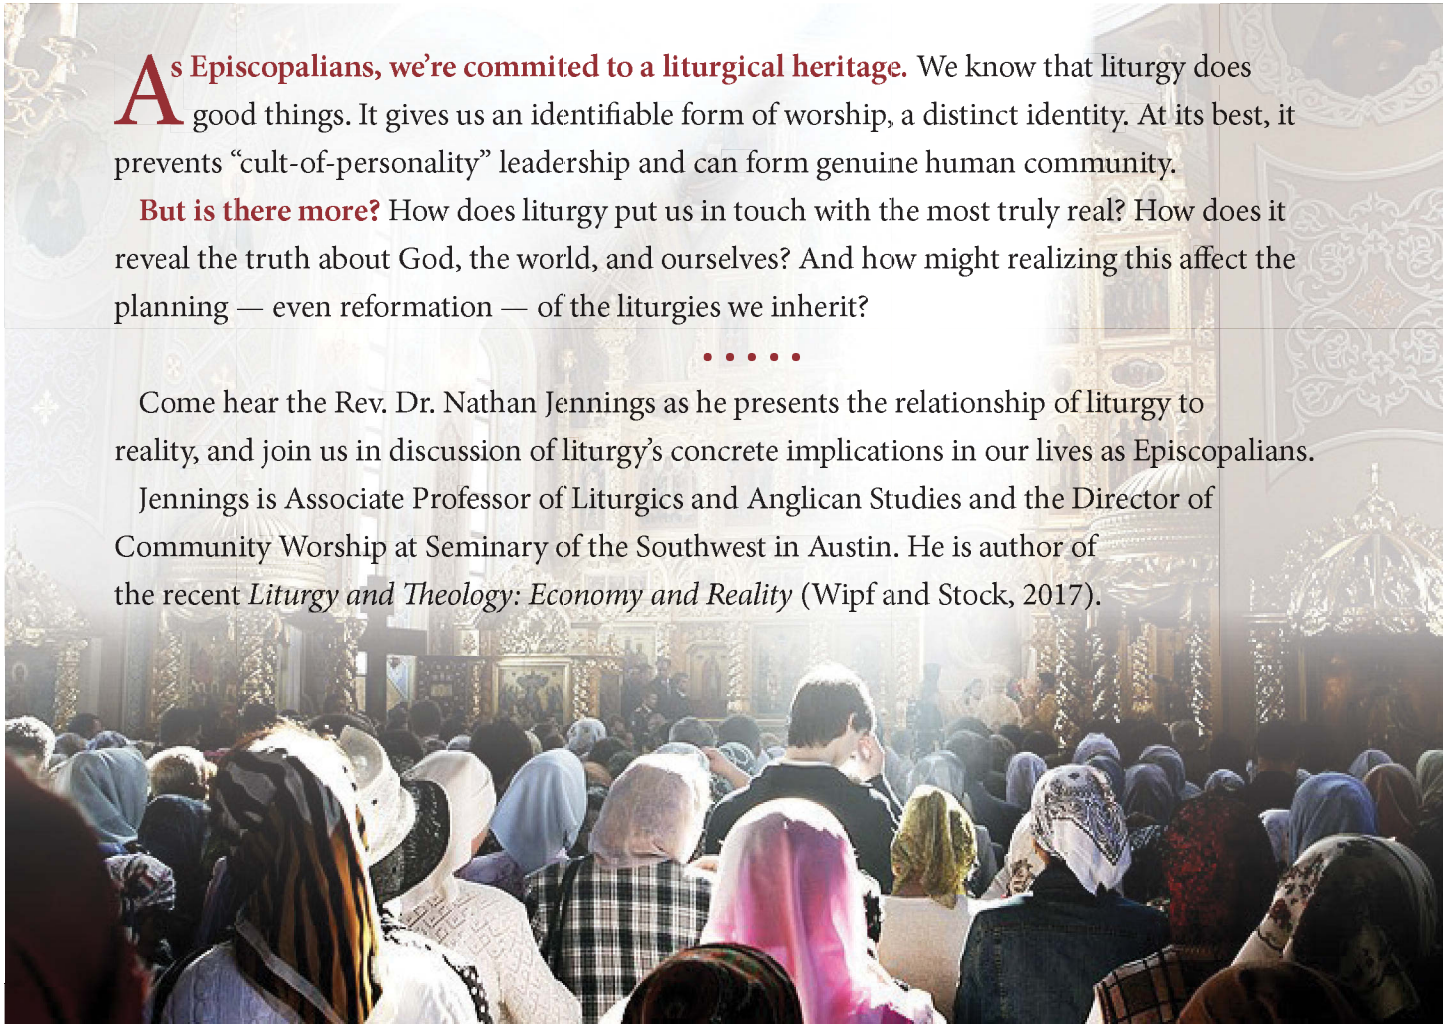 As Episcopalians, we’re commited to a liturgical heritage. We know that liturgy does
good things. It gives us an identifiable form of worship, a distinct identity. At its best, it
prevents “cult-of-personality” leadership and can form genuine human community.
But is there more? How does liturgy put us in touch with the most truly real? How does it
reveal the truth about God, the world, and ourselves? And how might realizing this affect the
planning — even reformation — of the liturgies we inherit?
• • • • •
Come hear the Rev. Dr. Nathan Jennings as he presents the relationship of liturgy to
reality, and join us in discussion of liturgy’s concrete implications in our lives as Episcopalians.
Jennings is Associate Professor of Liturgics and Anglican Studies and the Director of
Community Worship at Seminary of the Southwest in Austin. He is author of
the recent Liturgy and Theology: Economy and Reality (Wipf and Stock, 2017).